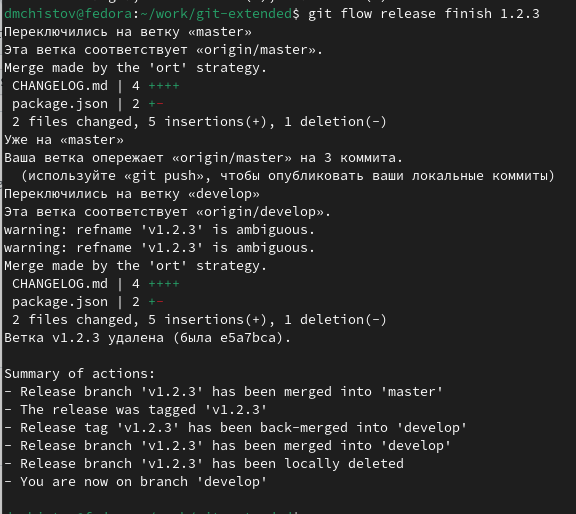 dmchistov@fedora:~/work/git-extended$ git flow release finish 1.2.3
Переключились на ветку «master»
Эта ветка соответствует «origin/master».
Merge made by the 'ort' strategy.
 CHANGELOG.md | 4 ++++
 package.json | 2 +-
 2 files changed, 5 insertions(+), 1 deletion(-)
Уже на «master»
Ваша ветка опережает «origin/master» на 3 коммита.
  (используйте «git push», чтобы опубликовать ваши локальные коммиты)
Переключились на ветку «develop»
Эта ветка соответствует «origin/develop».
warning: refname 'v1.2.3' is ambiguous.
warning: refname 'v1.2.3' is ambiguous.
Merge made by the 'ort' strategy.
 CHANGELOG.md | 4 ++++
 package.json | 2 +-
 2 files changed, 5 insertions(+), 1 deletion(-)
Ветка v1.2.3 удалена (была e5a7bca).

Summary of actions:
- Release branch 'v1.2.3' has been merged into 'master'
- The release was tagged 'v1.2.3'
- Release tag 'v1.2.3' has been back-merged into 'develop'
- Release branch 'v1.2.3' has been merged into 'develop'
- Release branch 'v1.2.3' has been locally deleted
- You are now on branch 'develop'